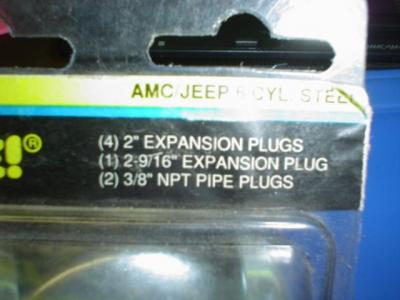 AMC/JEEP 6 CYL. STEEL
!®
(4) 2" EXPANSION PLUGS
(1) 2-9/16" EXPANSION PLUG
(2) 3/8" NPT PIPE PLUGS